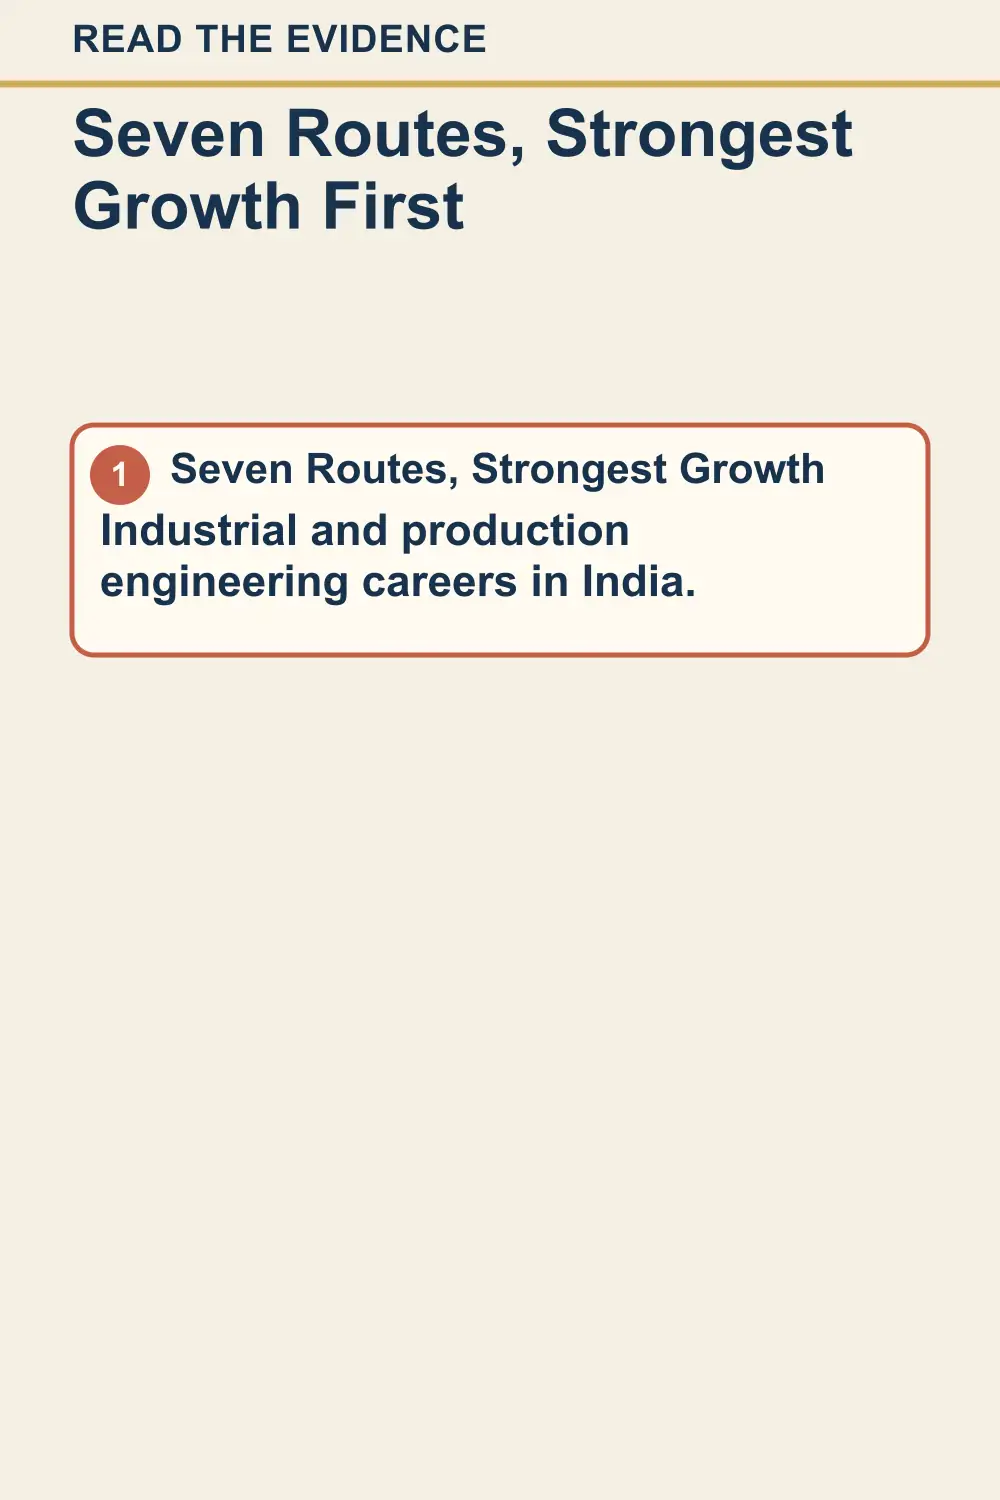 READ THE EVIDENCE
Seven Routes, Strongest
Growth First
1 Seven Routes, Strongest Growth
Industrial and production
engineering careers in India.